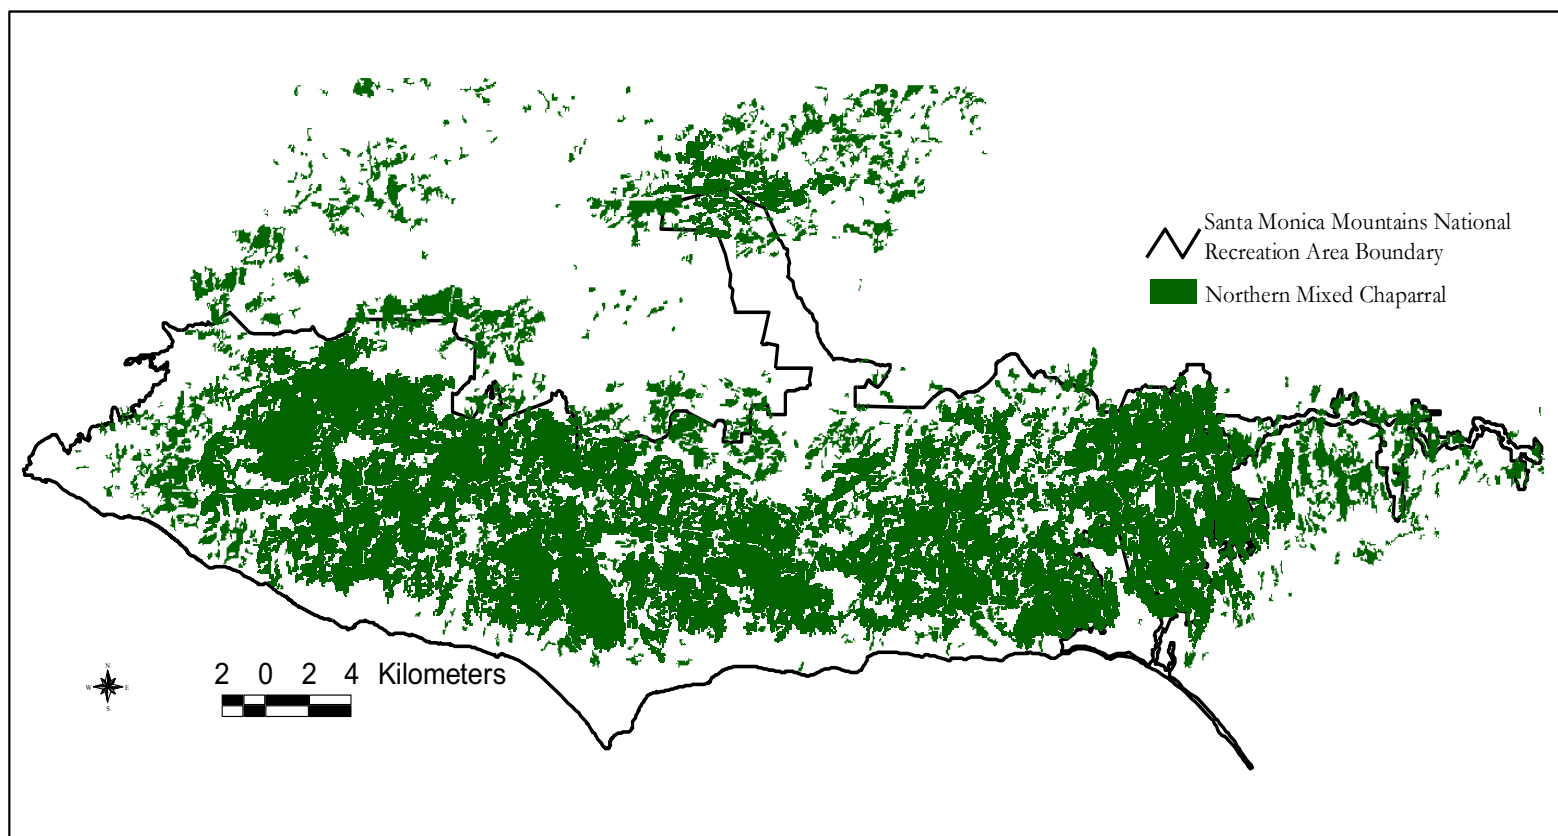 Santa Monica Mountains National
Recreation Area Boundary
Northern Mixed Chaparral
N
W E
S
2 0 2 4 Kilometers